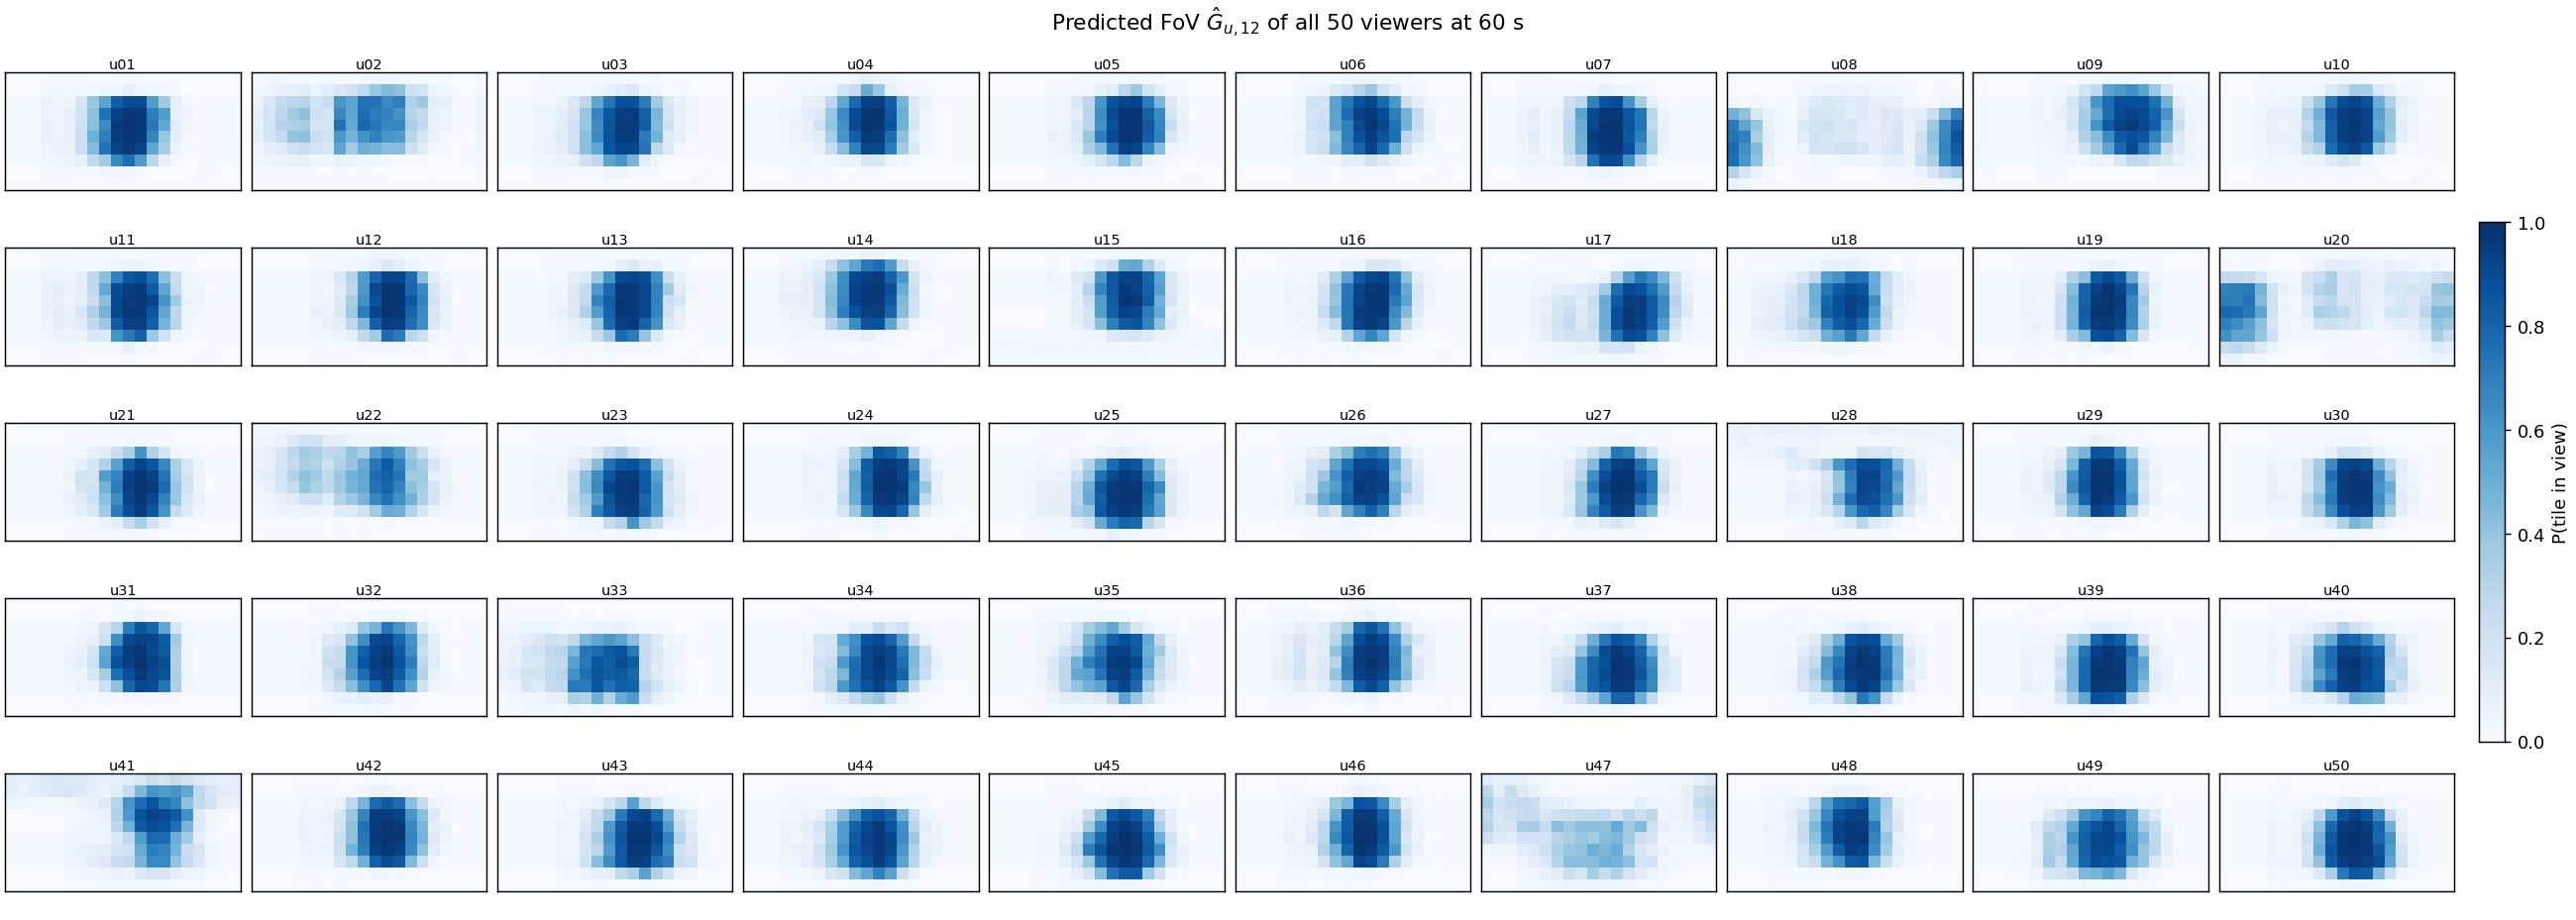 Predicted FoV Ĝ_{u,12} of all 50 viewers at 60 s
u01 u02 u03 u04 u05 u06 u07 u08 u09 u10
u11 u12 u13 u14 u15 u16 u17 u18 u19 u20
u21 u22 u23 u24 u25 u26 u27 u28 u29 u30
u31 u32 u33 u34 u35 u36 u37 u38 u39 u40
u41 u42 u43 u44 u45 u46 u47 u48 u49 u50
1.0
0.8
0.6
0.4
0.2
0.0
P(tile in view)